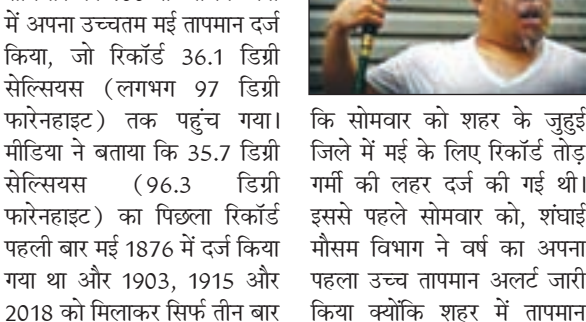 में अपना उच्चतम मई तापमान दर्ज
किया, जो रिकॉर्ड 36.1 डिग्री
सेल्सियस (लगभग 97 डिग्री
फारेनहाइट) तक पहुंच गया।
मीडिया ने बताया कि 35.7 डिग्री
सेल्सियस (96.3 डिग्री
फारेनहाइट) का पिछला रिकॉर्ड
पहली बार मई 1876 में दर्ज किया
गया था और 1903, 1915 और
2018 को मिलाकर सिर्फ तीन बार
कि सोमवार को शहर के जुहुई
जिले में मई के लिए रिकॉर्ड तोड़
गर्मी की लहर दर्ज की गई थी।
इससे पहले सोमवार को, शंघाई
मौसम विभाग ने वर्ष का अपना
पहला उच्च तापमान अलर्ट जारी
किया क्योंकि शहर में तापमान